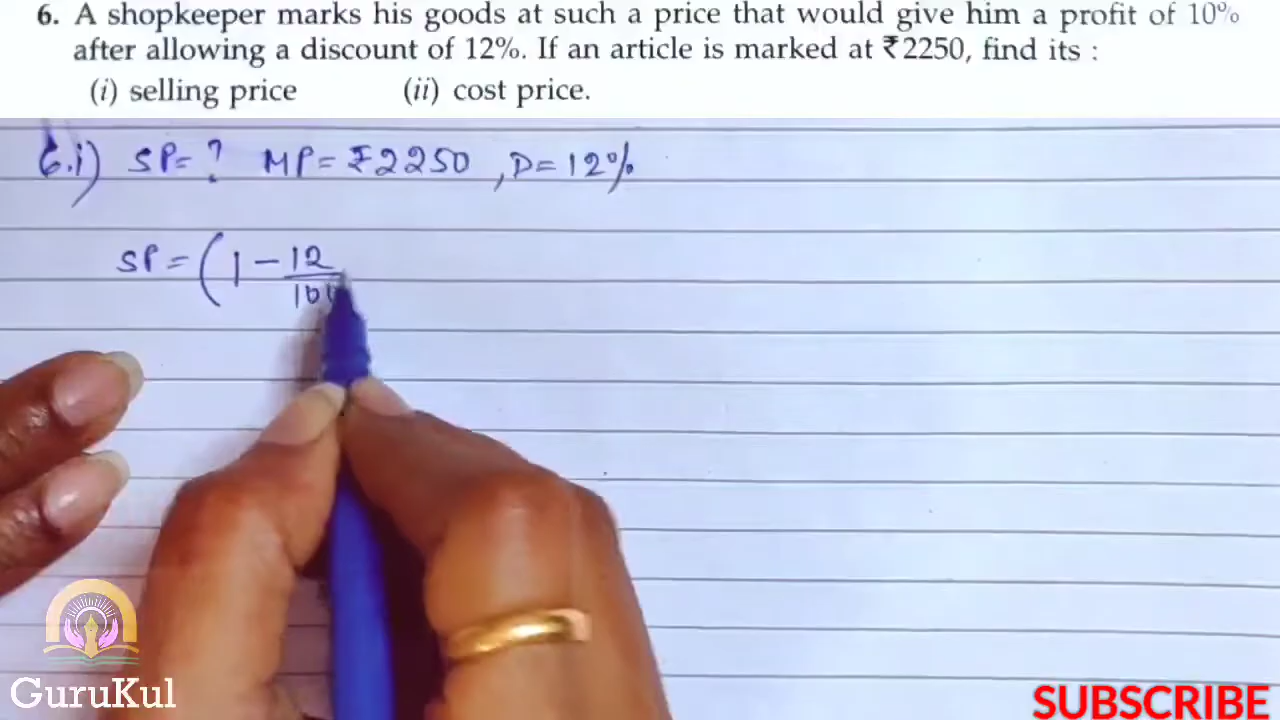 6. A shopkeeper marks his goods at such a price that would give him a profit of 10%
after allowing a discount of 12%. If an article is marked at ₹2250, find its :
(i) selling price (ii) cost price.
6.i) SP=? MP=₹2250, D=12%
SP=(1-12/100
GuruKul
SUBSCRIBE